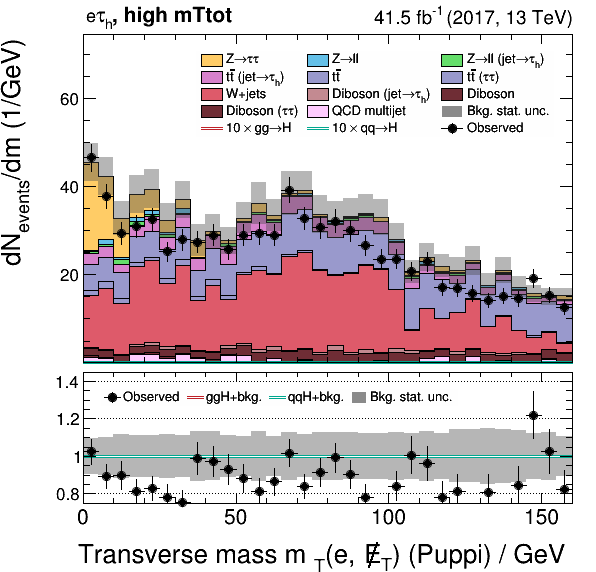 eτh, high mTtot 41.5 fb-1 (2017, 13 TeV)
dNevents/dm (1/GeV)
60
40
20
Z→ττ Z→ll Z→ll (jet→τh)
tt̄ (jet→τh) tt̄ tt̄ (ττ)
W+jets Diboson (jet→τh) Diboson
Diboson (ττ) QCD multijet Bkg. stat. unc.
10 × gg→H 10 × qq→H Observed
1.4
1.2
1
0.8
Observed ggH+bkg. qqH+bkg. Bkg. stat. unc.
0 50 100 150
Transverse mass m T(e, E̸T) (Puppi) / GeV